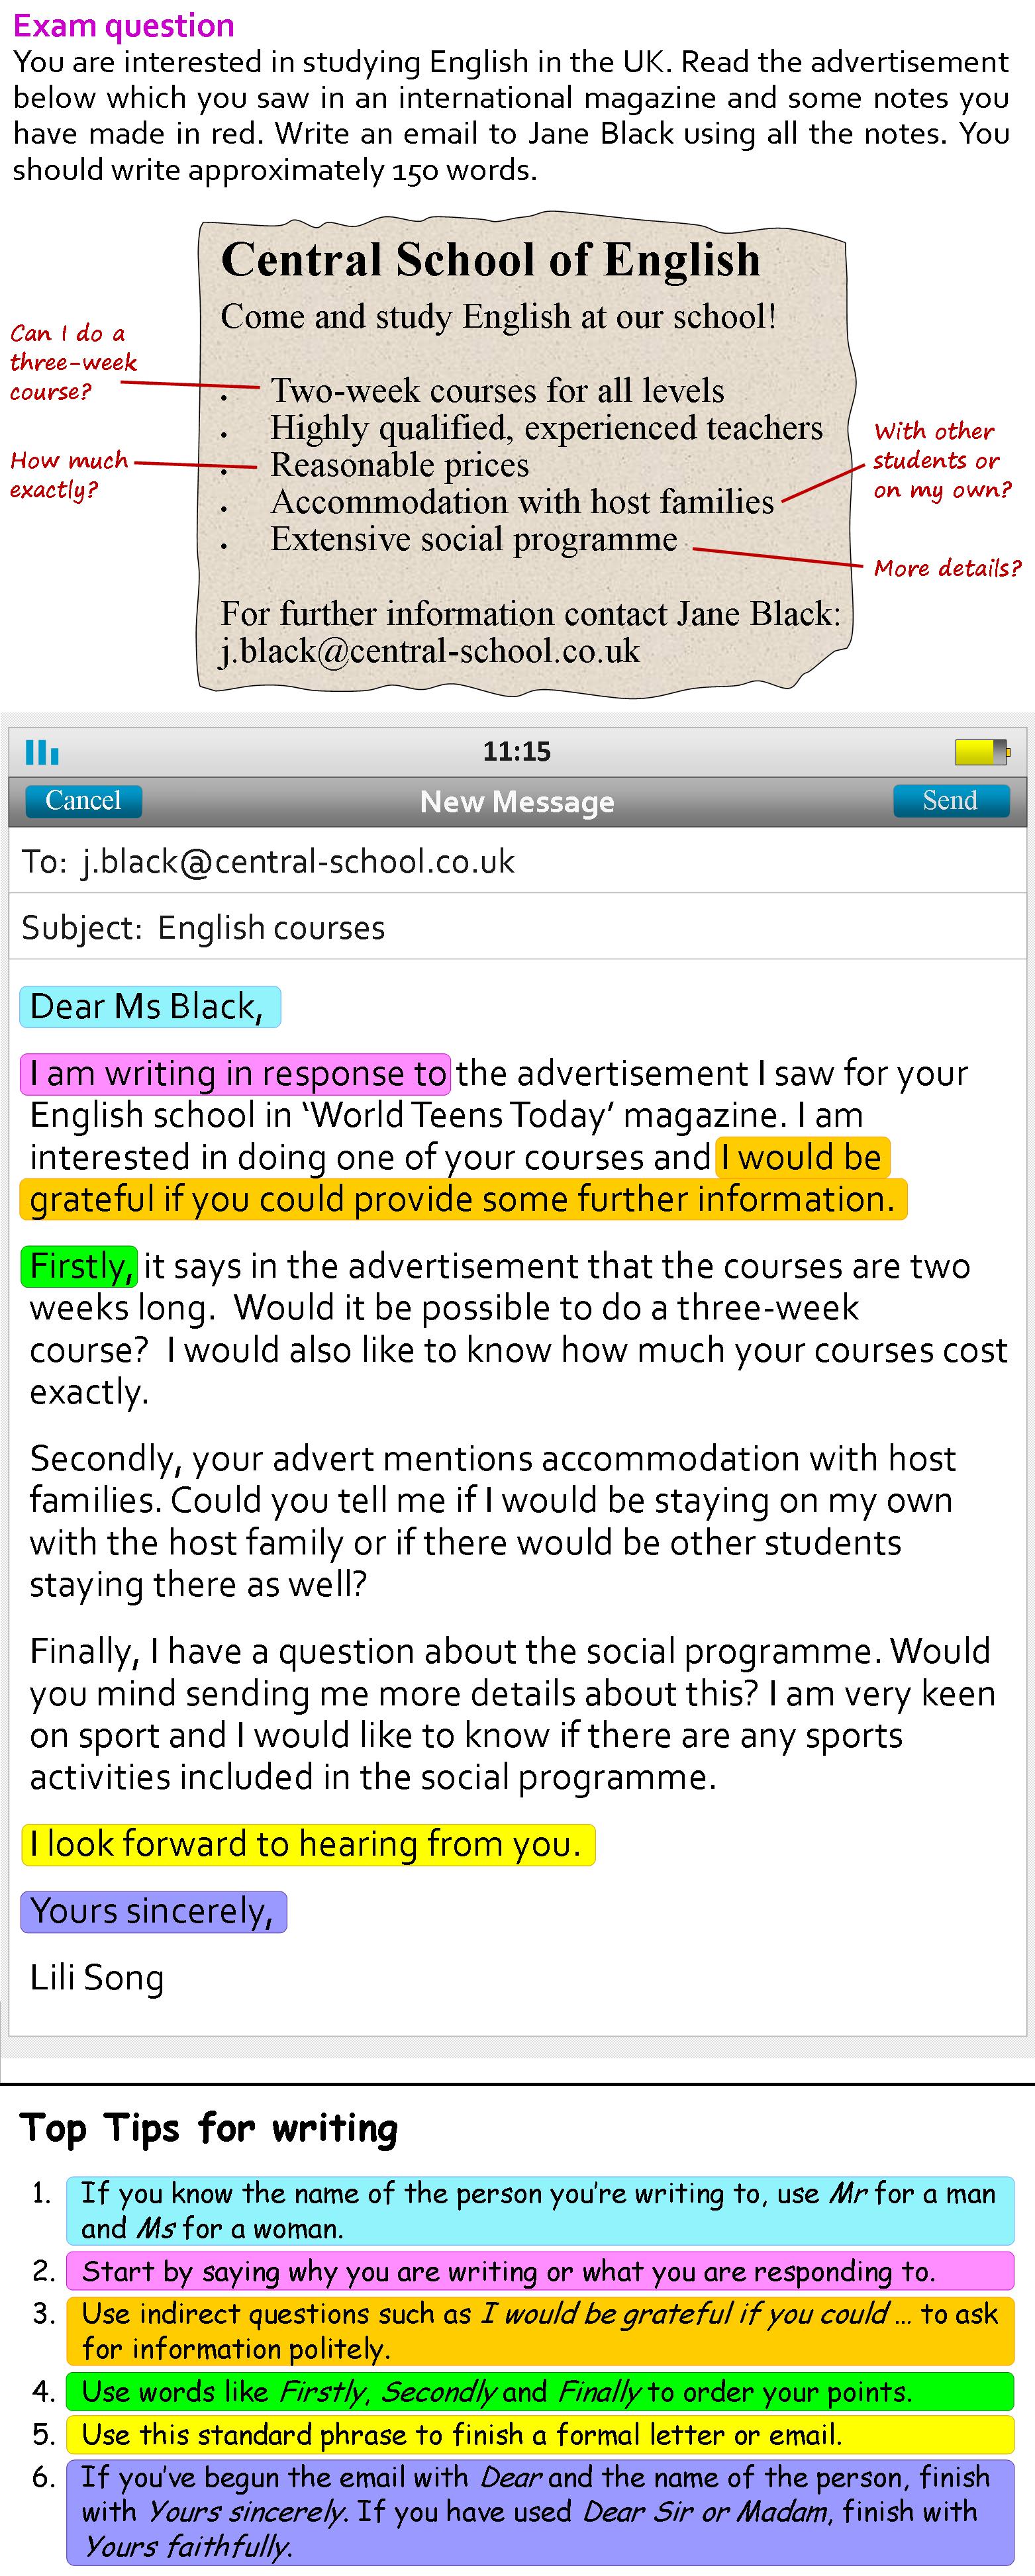 Exam question
You are interested in studying English in the UK. Read the advertisement
below which you saw in an international magazine and some notes you
have made in red. Write an email to Jane Black using all the notes. You
should write approximately 150 words.
Central School of English
Come and study English at our school!
Can I do a
three-week
course?
• Two-week courses for all levels
• Highly qualified, experienced teachers
How much
exactly?
• Reasonable prices
• Accommodation with host families
With other
students or
on my own?
• Extensive social programme
More details?
For further information contact Jane Black:
j.black@central-school.co.uk
11:15
Cancel
New Message
Send
To: j.black@central-school.co.uk
Subject: English courses
Dear Ms Black,
I am writing in response to the advertisement I saw for your
English school in ‘World Teens Today’ magazine. I am
interested in doing one of your courses and I would be
grateful if you could provide some further information.
Firstly, it says in the advertisement that the courses are two
weeks long. Would it be possible to do a three-week
course? I would also like to know how much your courses cost
exactly.
Secondly, your advert mentions accommodation with host
families. Could you tell me if I would be staying on my own
with the host family or if there would be other students
staying there as well?
Finally, I have a question about the social programme. Would
you mind sending me more details about this? I am very keen
on sport and I would like to know if there are any sports
activities included in the social programme.
I look forward to hearing from you.
Yours sincerely,
Lili Song
Top Tips for writing
1. If you know the name of the person you’re writing to, use Mr for a man
and Ms for a woman.
2. Start by saying why you are writing or what you are responding to.
3. Use indirect questions such as I would be grateful if you could ... to ask
for information politely.
4. Use words like Firstly, Secondly and Finally to order your points.
5. Use this standard phrase to finish a formal letter or email.
6. If you’ve begun the email with Dear and the name of the person, finish
with Yours sincerely. If you have used Dear Sir or Madam, finish with
Yours faithfully.